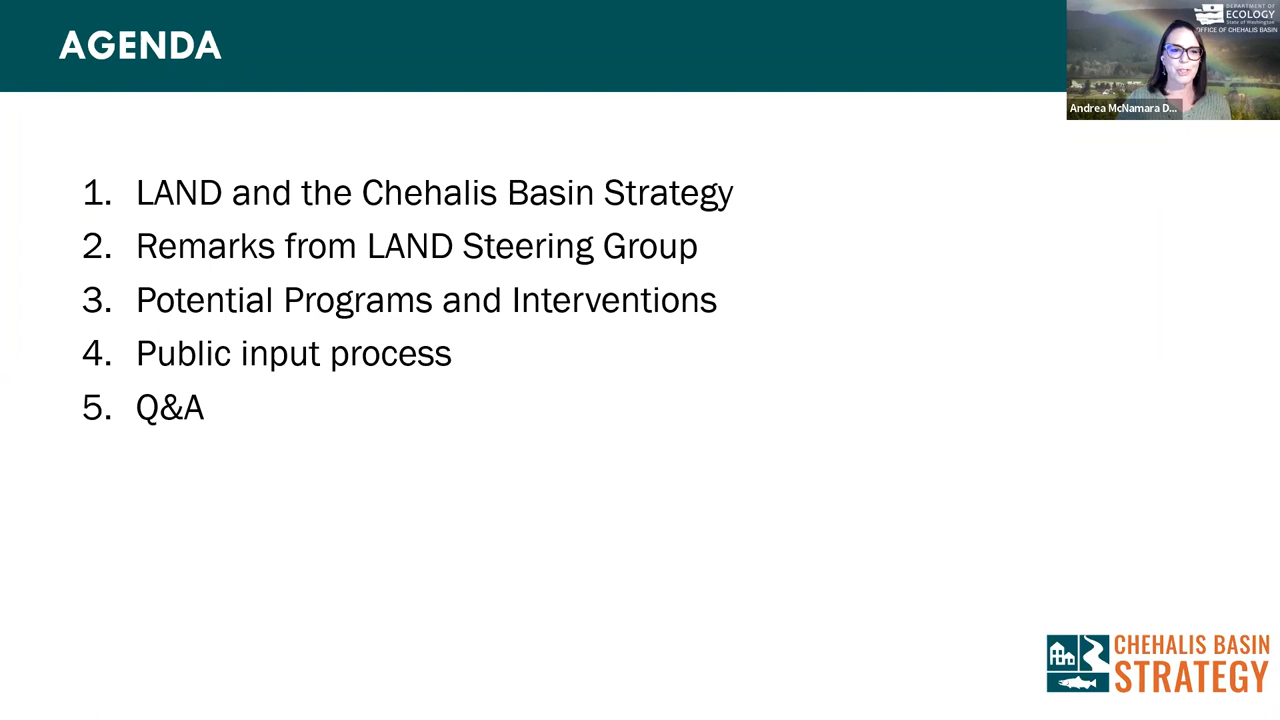 AGENDA
DEPARTMENT OF
ECOLOGY
State of Washington
OFFICE OF CHEHALIS BASIN
Andrea McNamara D...
1. LAND and the Chehalis Basin Strategy
2. Remarks from LAND Steering Group
3. Potential Programs and Interventions
4. Public input process
5. Q&A
CHEHALIS BASIN
STRATEGY